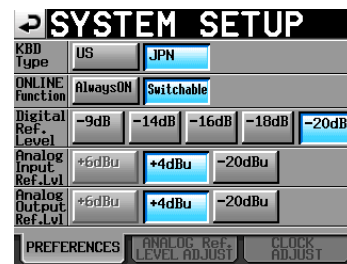 SYSTEM SETUP
KBD Type US JPN
ONLINE Function AlwaysON Switchable
Digital Ref. Level -9dB -14dB -16dB -18dB -20dB
Analog Input Ref.Lvl +6dBu +4dBu -20dBu
Analog Output Ref.Lvl +6dBu +4dBu -20dBu
PREFERENCES ANALOG Ref. LEVEL ADJUST CLOCK ADJUST